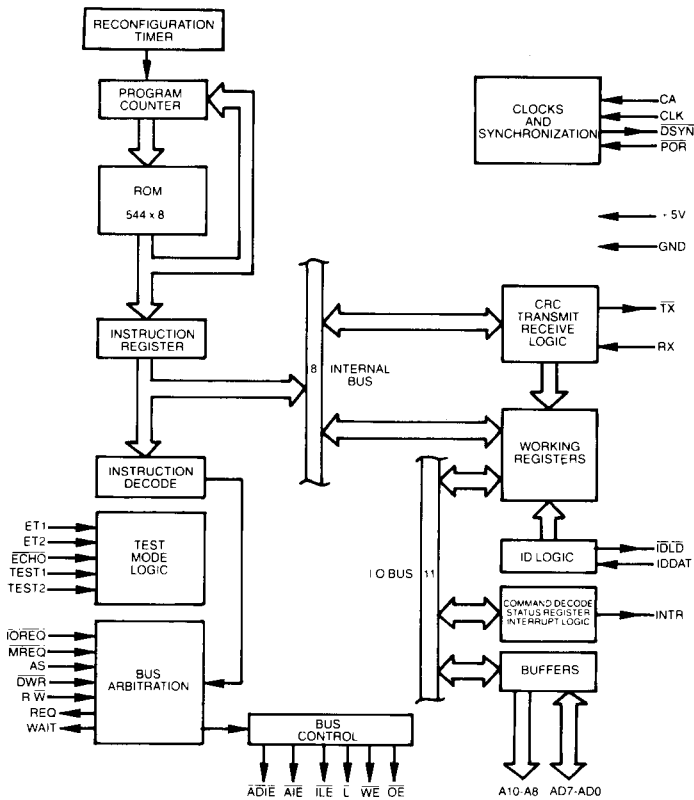 RECONFIGURATION
TIMER
PROGRAM
COUNTER
ROM
544 x 8
INSTRUCTION
REGISTER
INSTRUCTION
DECODE
ET1
ET2
ECHO
TEST1
TEST2
TEST
MODE
LOGIC
IOREQ
MREQ
AS
DWR
R W
REQ
WAIT
BUS
ARBITRATION
BUS
CONTROL
ADIE AIE ILE L WE OE
8 INTERNAL
BUS
I O BUS 11
CLOCKS
AND
SYNCHRONIZATION
CA
CLK
DSYN
POR
+5V
GND
CRC
TRANSMIT
RECEIVE
LOGIC
TX
RX
WORKING
REGISTERS
ID LOGIC
IDLD
IDDAT
COMMAND DECODE
STATUS REGISTER
INTERRUPT LOGIC
INTR
BUFFERS
A10-A8 AD7-AD0